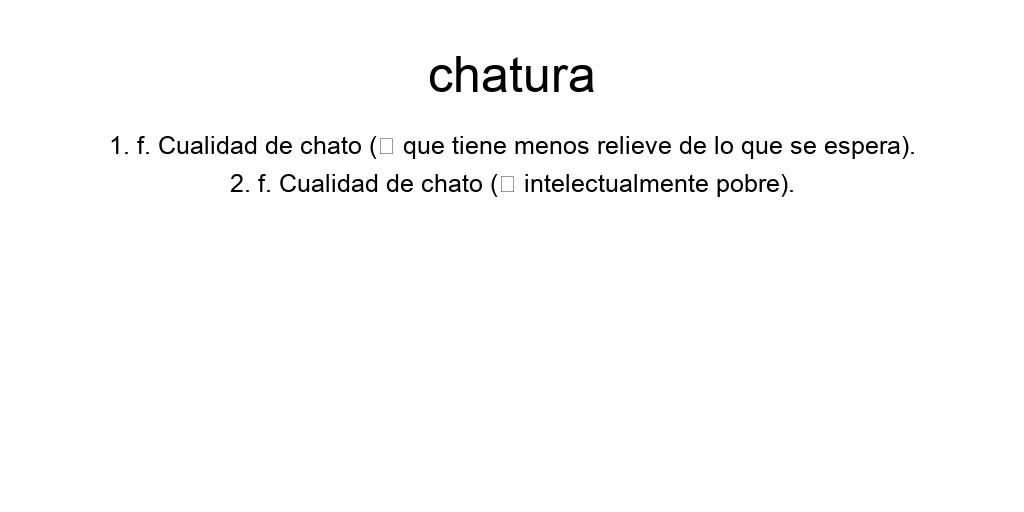 chatura
1. f. Cualidad de chato (□ que tiene menos relieve de lo que se espera).
2. f. Cualidad de chato (□ intelectualmente pobre).